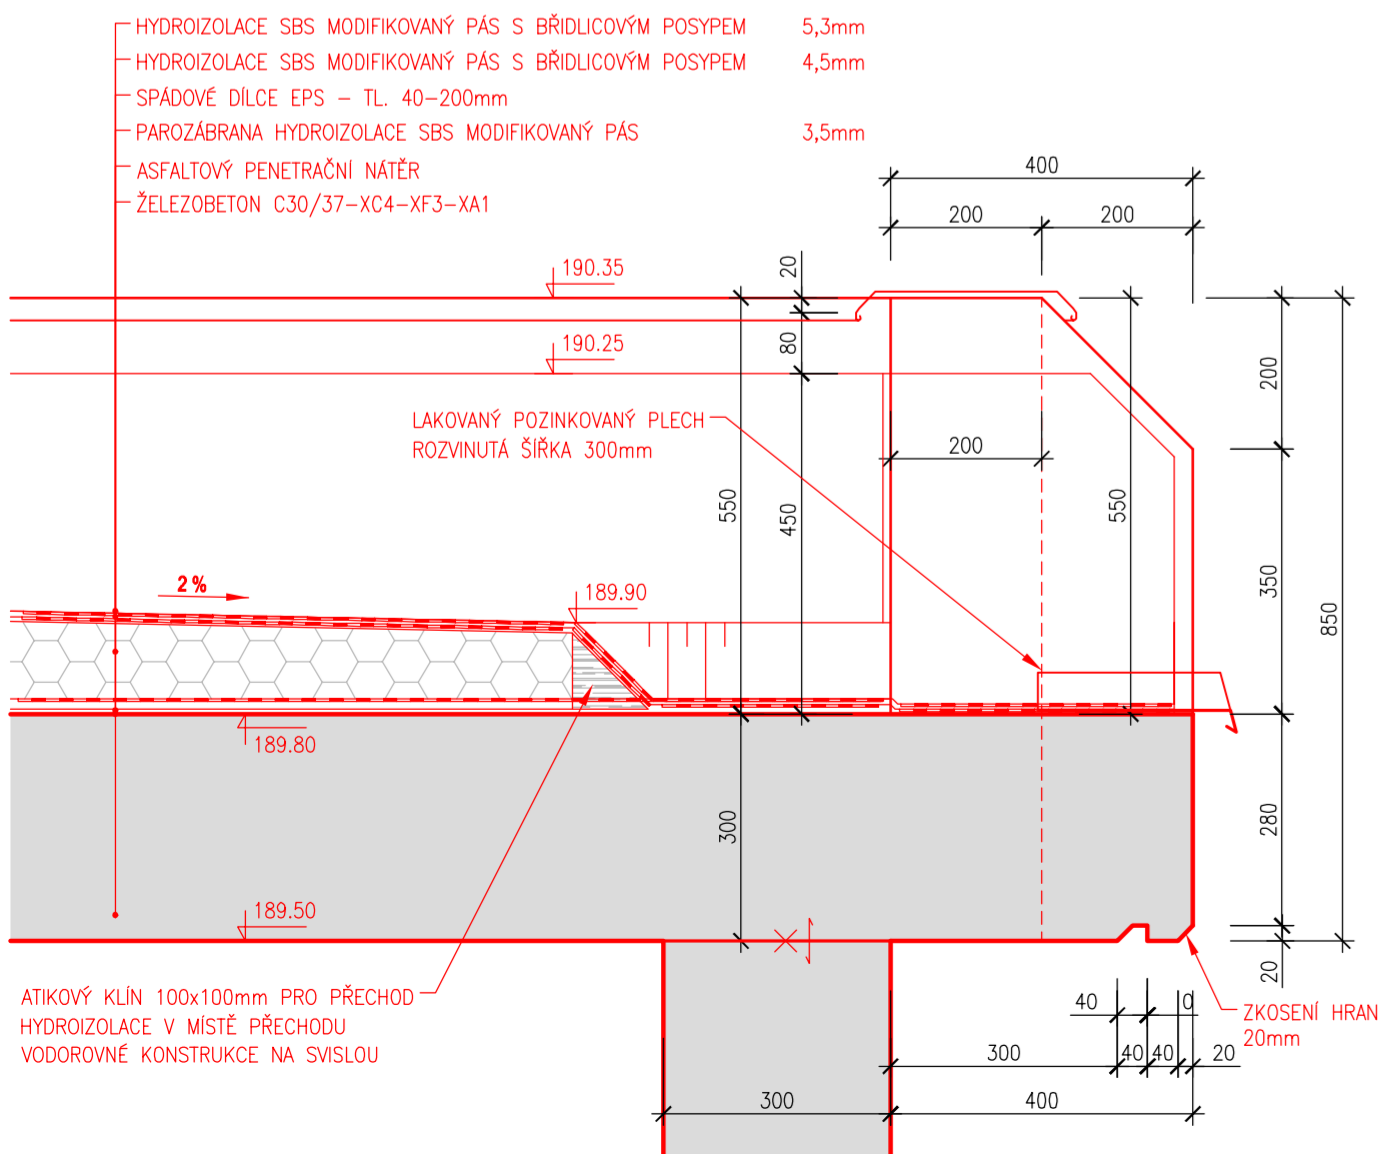 HYDROIZOLACE SBS MODIFIKOVANÝ PÁS S BŘIDLICOVÝM POSYPEM 5,3mm
HYDROIZOLACE SBS MODIFIKOVANÝ PÁS S BŘIDLICOVÝM POSYPEM 4,5mm
SPÁDOVÉ DÍLCE EPS – TL. 40–200mm
PAROZÁBRANA HYDROIZOLACE SBS MODIFIKOVANÝ PÁS 3,5mm
ASFALTOVÝ PENETRAČNÍ NÁTĚR
ŽELEZOBETON C30/37–XC4–XF3–XA1
400
200 200
190.35
20
190.25
80
200
LAKOVANÝ POZINKOVANÝ PLECH
ROZVINUTÁ ŠÍŘKA 300mm
200
550
450
550
350
850
2%
189.90
189.80
300
280
189.50
20
ATIKOVÝ KLÍN 100x100mm PRO PŘECHOD
HYDROIZOLACE V MÍSTĚ PŘECHODU
VODOROVNÉ KONSTRUKCE NA SVISLOU
40 0
ZKOSENÍ HRAN
20mm
300 40 40 20
300 400